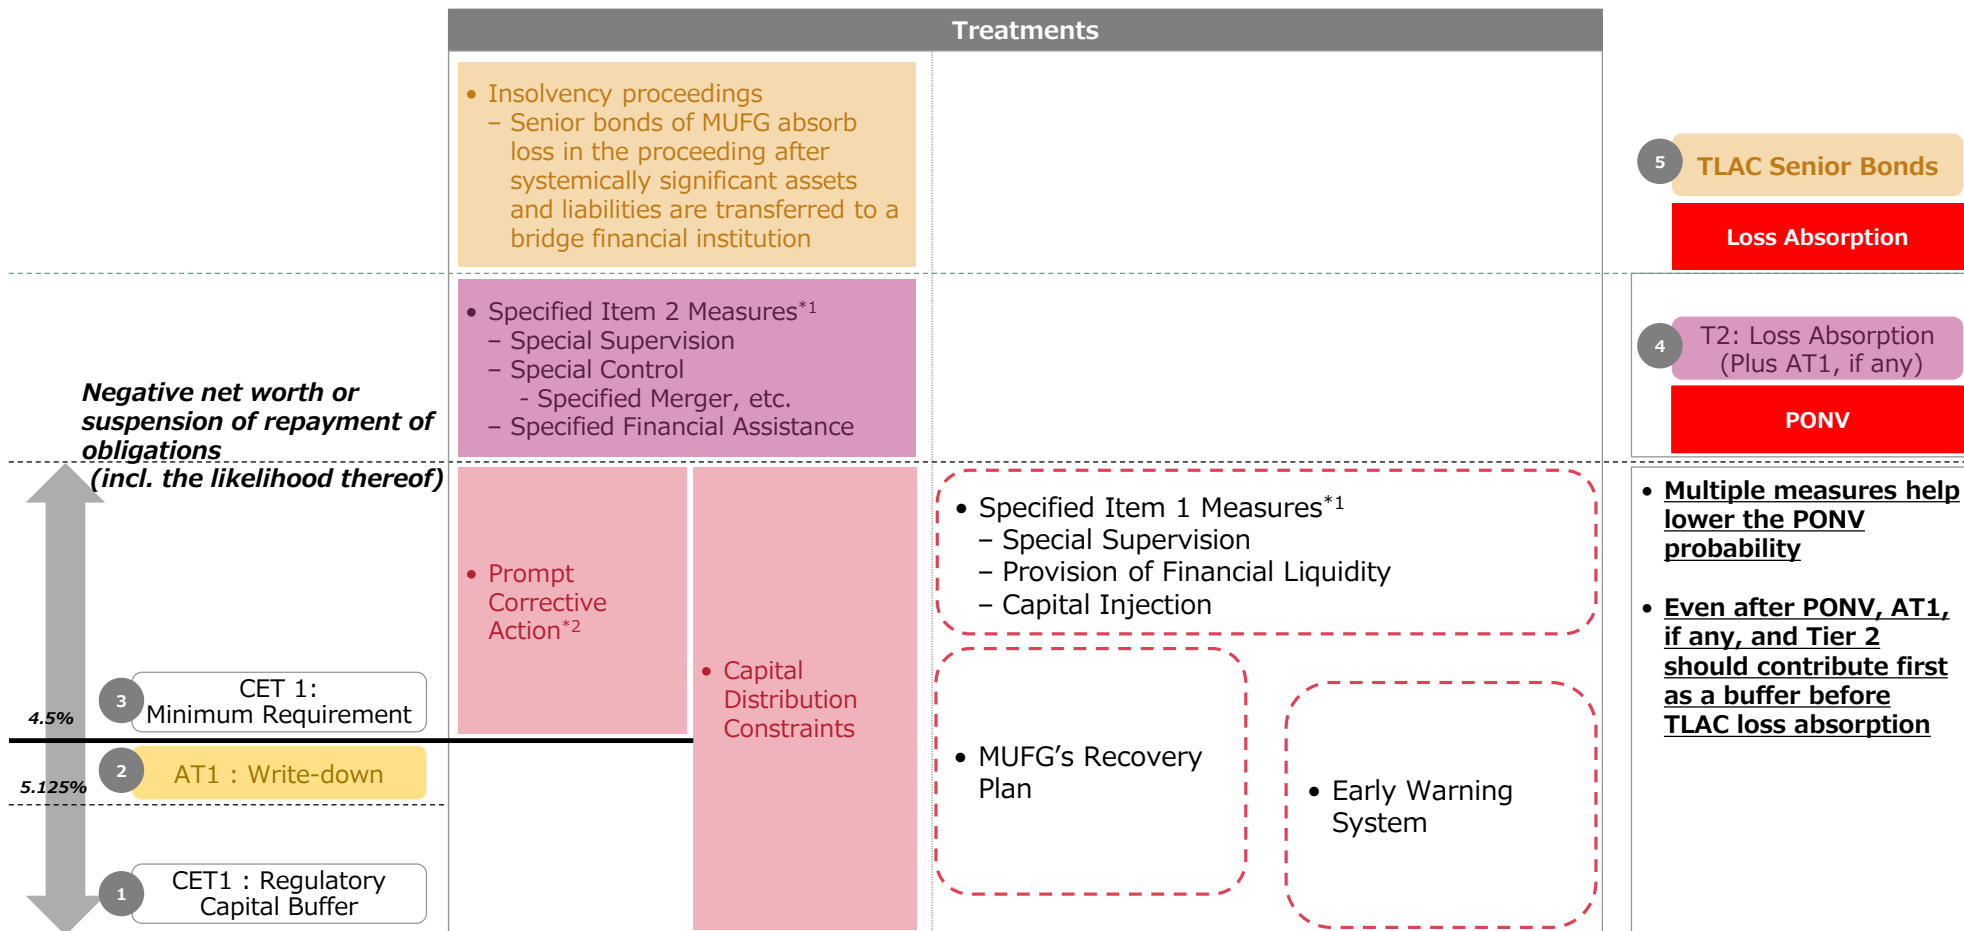 Treatments
• Insolvency proceedings
– Senior bonds of MUFG absorb
loss in the proceeding after
systemically significant assets
and liabilities are transferred to a
bridge financial institution
5
TLAC Senior Bonds
Loss Absorption
• Specified Item 2 Measures*1
– Special Supervision
– Special Control
- Specified Merger, etc.
– Specified Financial Assistance
4
T2: Loss Absorption
(Plus AT1, if any)
PONV
Negative net worth or
suspension of repayment of
obligations
(incl. the likelihood thereof)
• Prompt
Corrective
Action*2
• Capital
Distribution
Constraints
• Specified Item 1 Measures*1
– Special Supervision
– Provision of Financial Liquidity
– Capital Injection
• MUFG’s Recovery
Plan
• Early Warning
System
• Multiple measures help
lower the PONV
probability
• Even after PONV, AT1,
if any, and Tier 2
should contribute first
as a buffer before
TLAC loss absorption
3
CET 1:
Minimum Requirement
4.5%
2
AT1 : Write-down
5.125%
1
CET1 : Regulatory
Capital Buffer